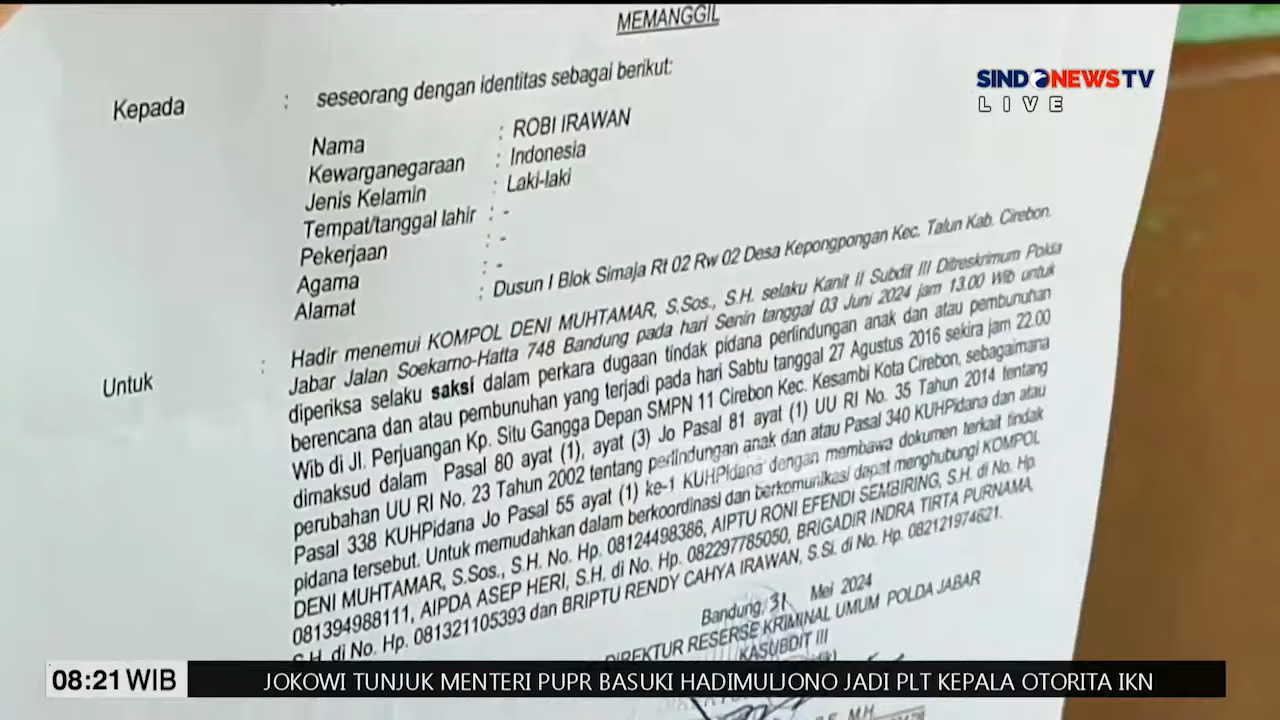 MEMANGGIL
SINDONEWS TV
LIVE
Kepada : seseorang dengan identitas sebagai berikut:
Nama : ROBI IRAWAN
Kewarganegaraan : Indonesia
Jenis Kelamin : Laki-laki
Tempat/tanggal lahir : -
Pekerjaan : -
Agama : -
Alamat : Dusun I Blok Simaja Rt 02 Rw 02 Desa Kepongpongan Kec. Talun Kab. Cirebon.
Untuk : Hadir menemui KOMPOL DENI MUHTAMAR, S.Sos., S.H. selaku Kanit II Subdit III Ditreskrimum Polda
Jabar Jalan Soekarno-Hatta 748 Bandung pada hari Senin tanggal 03 Juni 2024 jam 13.00 Wib untuk
diperiksa selaku saksi dalam perkara dugaan tindak pidana perlindungan anak dan atau pembunuhan
berencana dan atau pembunuhan yang terjadi pada hari Sabtu tanggal 27 Agustus 2016 sekira jam 22.00
Wib di Jl. Perjuangan Kp. Situ Gangga Depan SMPN 11 Cirebon Kec. Kesambi Kota Cirebon, sebagaimana
dimaksud dalam Pasal 80 ayat (1), ayat (3) Jo Pasal 81 ayat (1) UU RI No. 35 Tahun 2014 tentang
perubahan UU RI No. 23 Tahun 2002 tentang perlindungan anak dan atau Pasal 340 KUHPidana dan atau
Pasal 338 KUHPidana Jo Pasal 55 ayat (1) ke-1 KUHPidana dengan membawa dokumen terkait tindak
pidana tersebut. Untuk memudahkan dalam berkoordinasi dan berkomunikasi dapat menghubungi KOMPOL
DENI MUHTAMAR, S.Sos., S.H. No. Hp. 08124498386, AIPTU RONI EFENDI SEMBIRING, S.H. di No. Hp.
081394988111, AIPDA ASEP HERI, S.H. di No. Hp. 082297785050, BRIGADIR INDRA TIRTA PURNAMA,
S.H. di No. Hp. 081321105393 dan BRIPTU RENDY CAHYA IRAWAN, S.Si. di No. Hp. 082121974621.
Bandung, 31 Mei 2024
DIREKTUR RESERSE KRIMINAL UMUM POLDA JABAR
KASUBDIT III
M.H
08:21 WIB
JOKOWI TUNJUK MENTERI PUPR BASUKI HADIMULJONO JADI PLT KEPALA OTORITA IKN